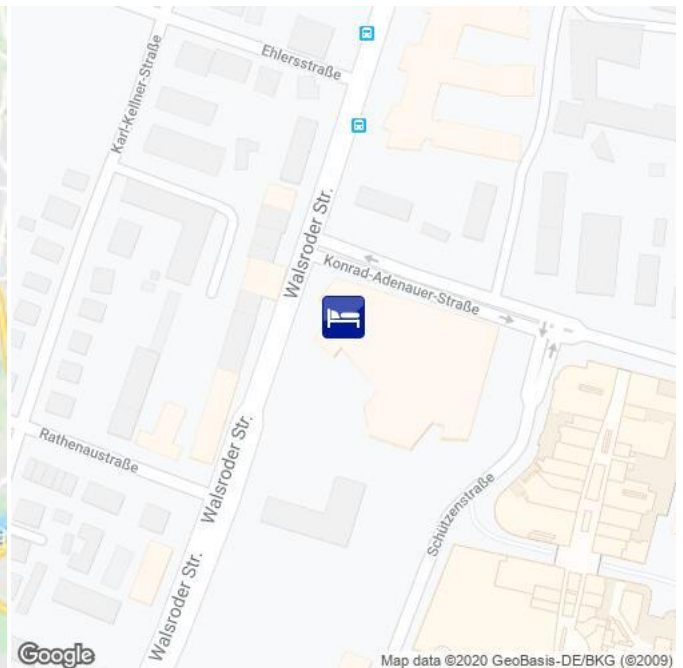 Ehlersstraße
Karl-Kellner-Straße
Walsroder Str.
Konrad-Adenauer-Straße
Rathenaustraße
Walsroder Str.
Schützenstraße
Walsroder Str.
Google
Map data ©2020 GeoBasis-DE/BKG (©2009)